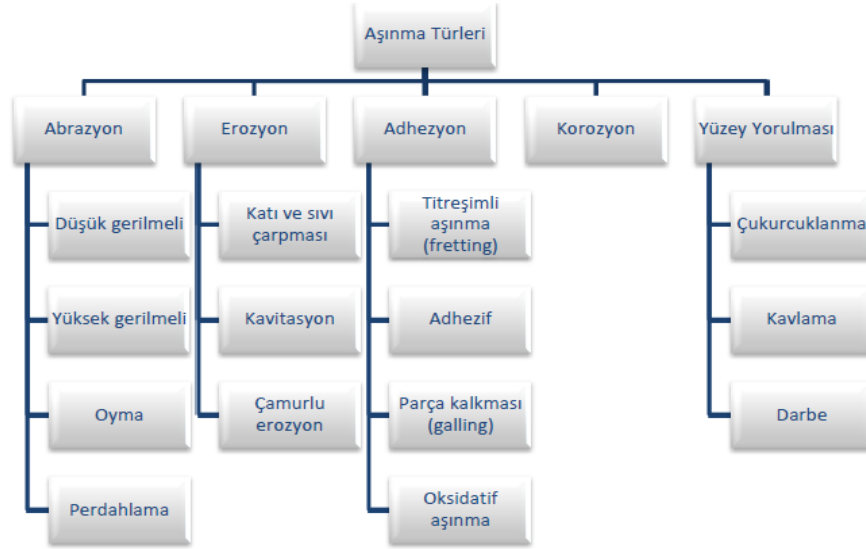 Aşınma Türleri
Abrazyon
Erozyon
Adhezyon
Korozyon
Yüzey Yorulması
Düşük gerilmeli
Yüksek gerilmeli
Oyma
Perdahlama
Katı ve sıvı
çarpması
Kavitasyon
Çamurlu
erozyon
Titreşimli
aşınma
(fretting)
Adhezif
Parça kalkması
(galling)
Oksidatif
aşınma
Çukurcuklanma
Kavlama
Darbe